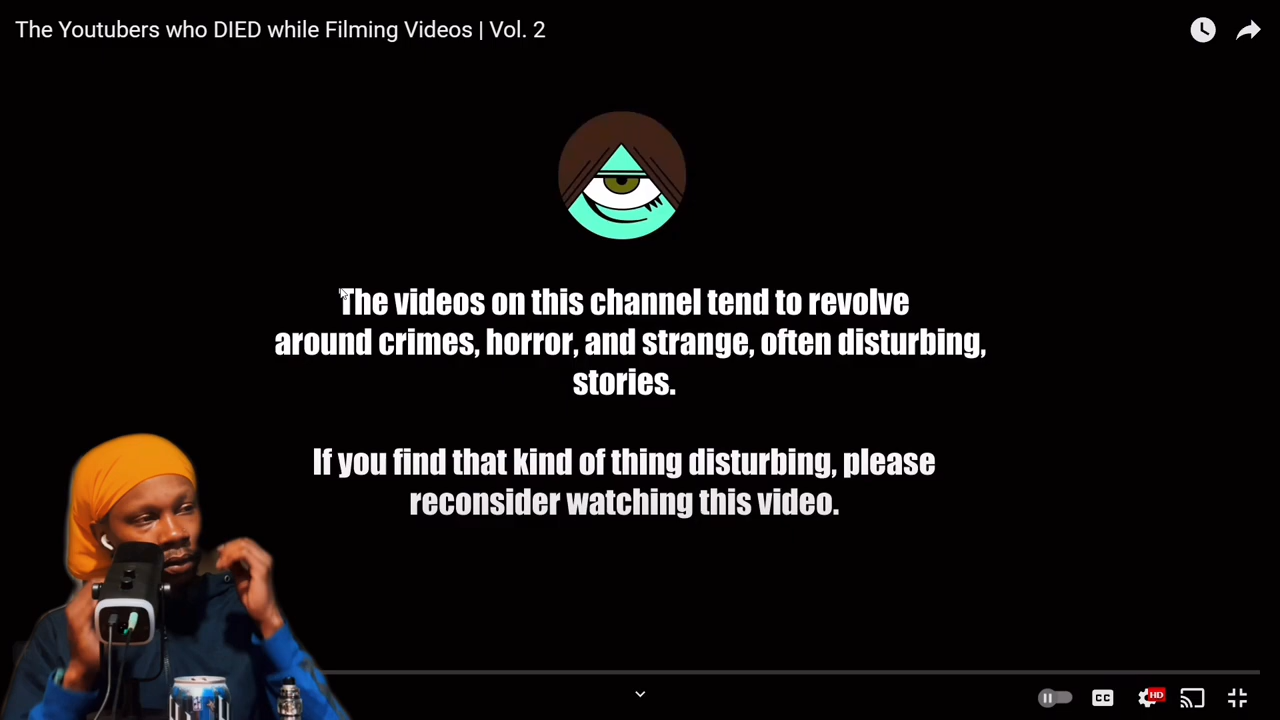 The Youtubers who DIED while Filming Videos | Vol. 2
The videos on this channel tend to revolve
around crimes, horror, and strange, often disturbing,
stories.
If you find that kind of thing disturbing, please
reconsider watching this video.
CC
HD